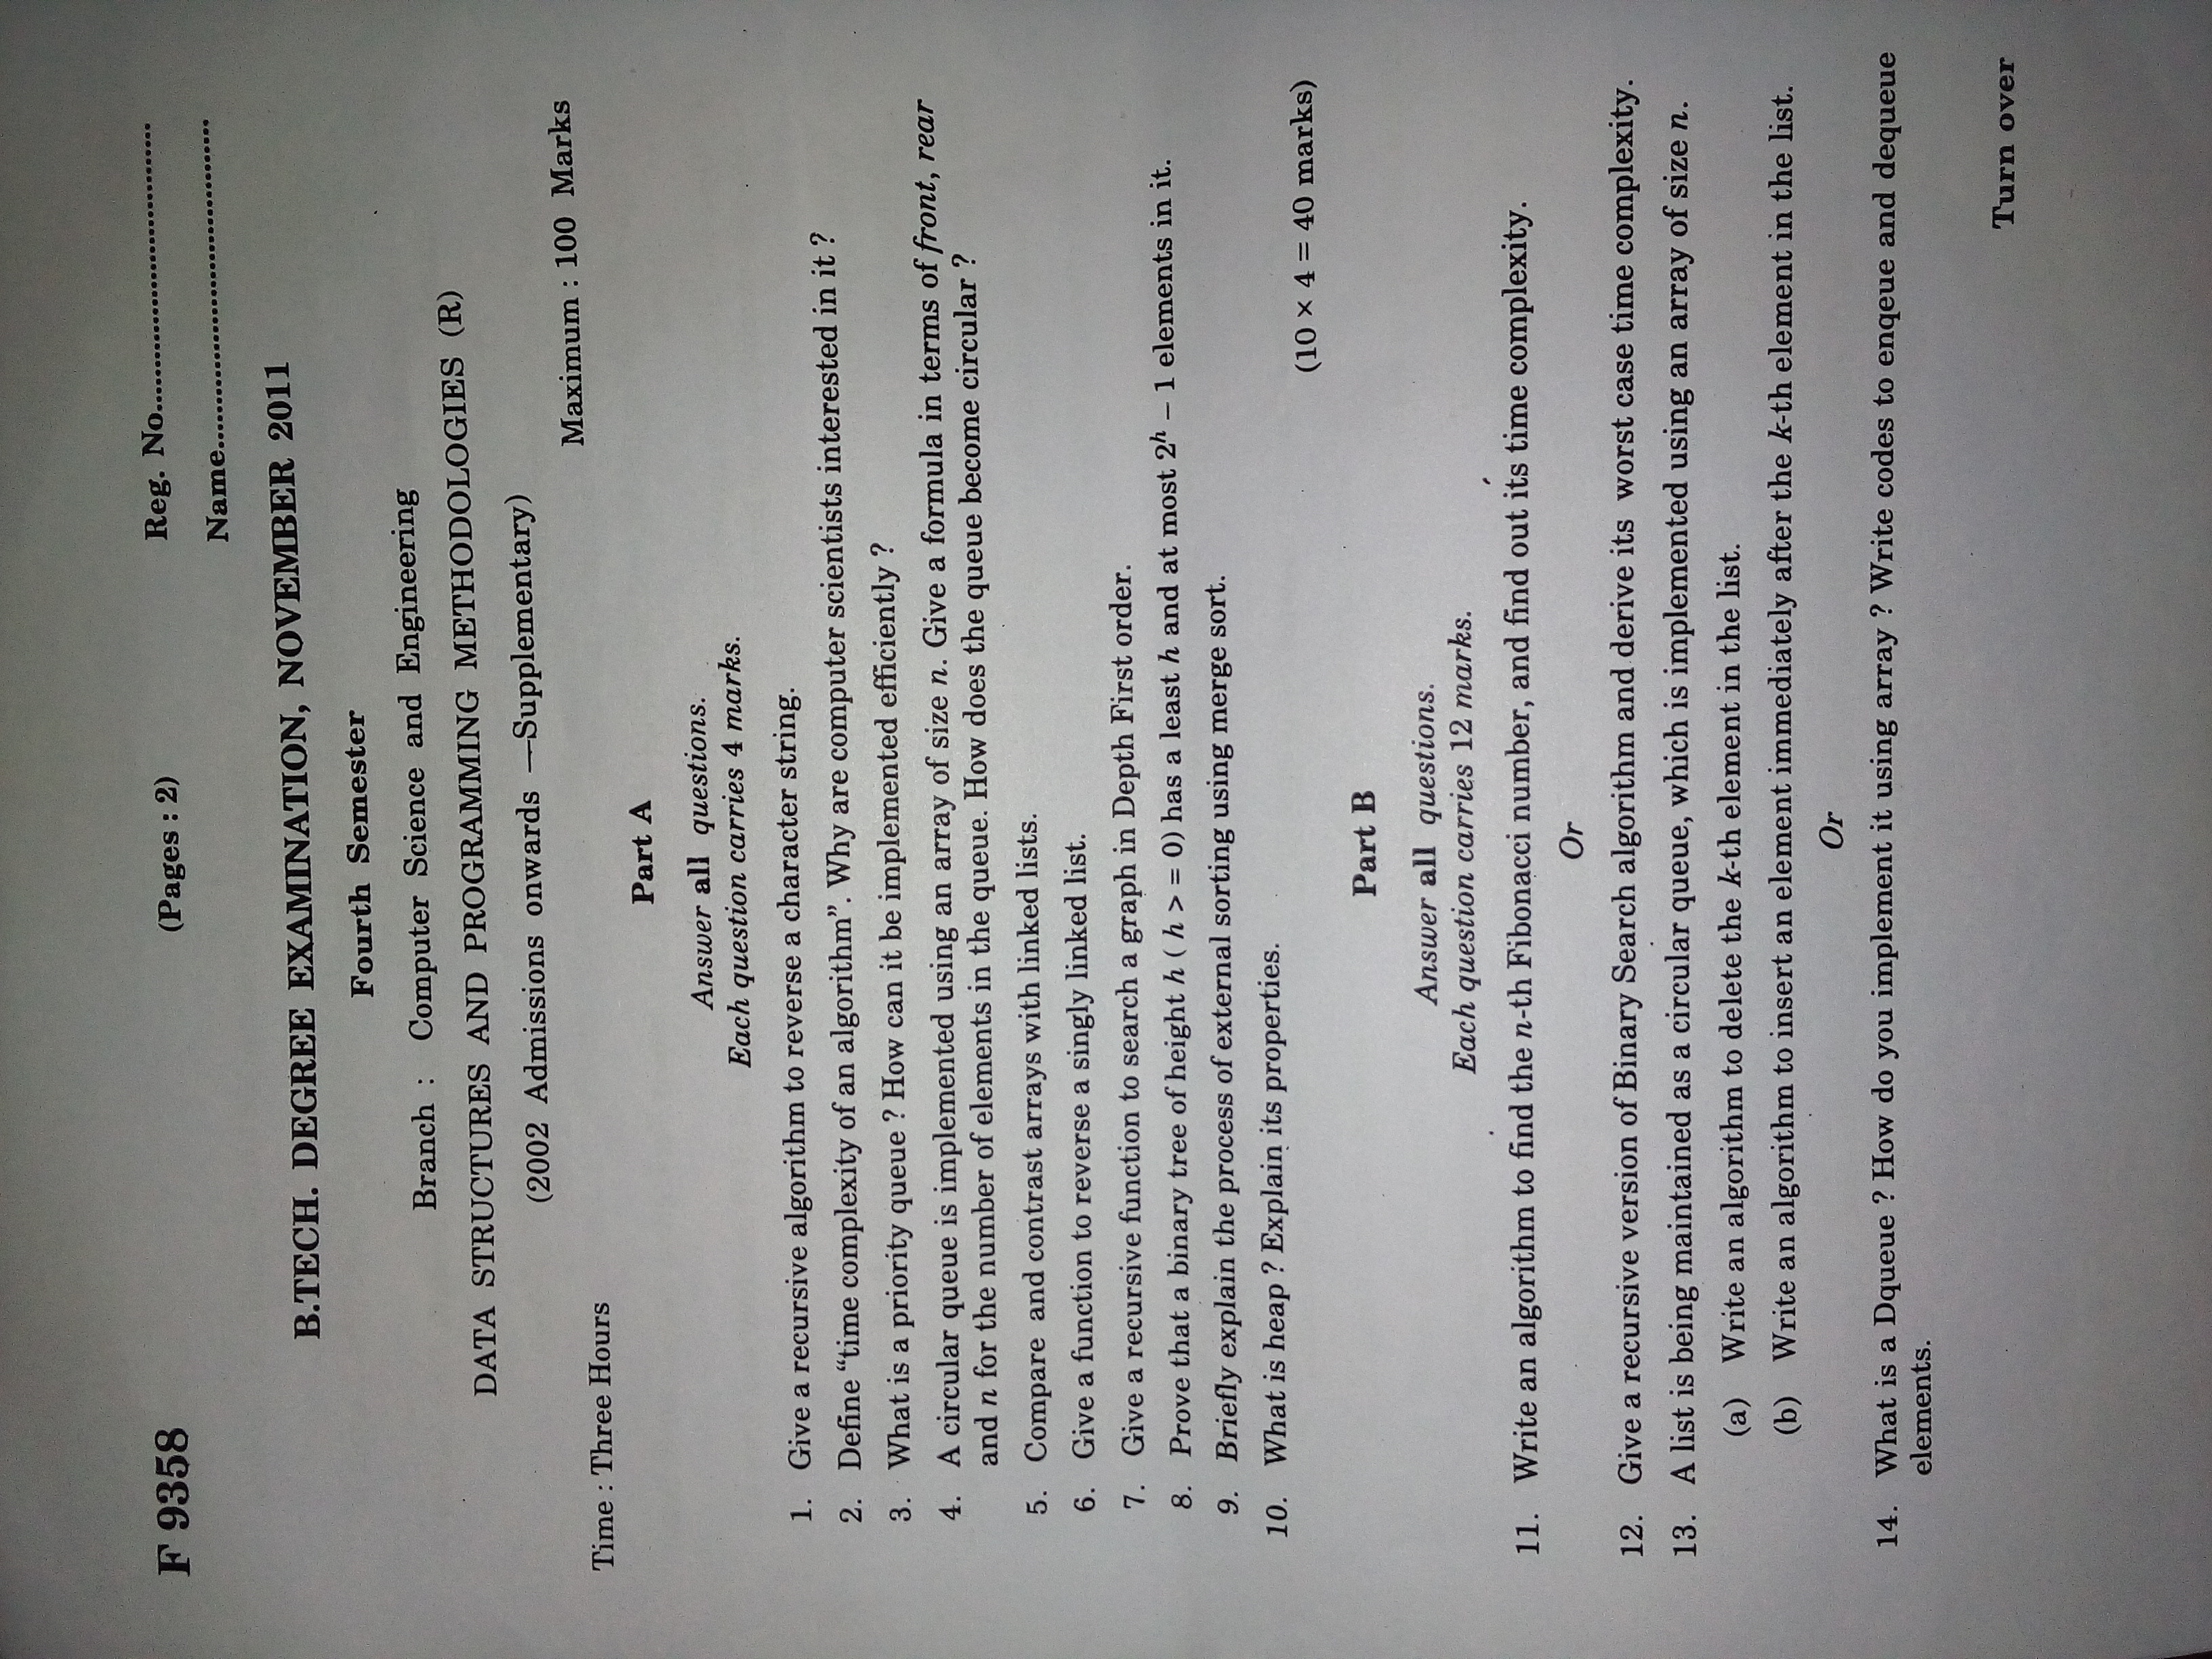 F 9358
(Pages : 2)
Reg. No.................................
Name......................................
B.TECH. DEGREE EXAMINATION, NOVEMBER 2011
Fourth Semester
Branch : Computer Science and Engineering
DATA STRUCTURES AND PROGRAMMING METHODOLOGIES (R)
(2002 Admissions onwards —Supplementary)
Time : Three Hours
Maximum : 100 Marks
Part A
Answer all questions.
Each question carries 4 marks.
1. Give a recursive algorithm to reverse a character string.
2. Define “time complexity of an algorithm”. Why are computer scientists interested in it ?
3. What is a priority queue ? How can it be implemented efficiently ?
4. A circular queue is implemented using an array of size n. Give a formula in terms of front, rear
and n for the number of elements in the queue. How does the queue become circular ?
5. Compare and contrast arrays with linked lists.
6. Give a function to reverse a singly linked list.
7. Give a recursive function to search a graph in Depth First order.
8. Prove that a binary tree of height h ( h > = 0) has a least h and at most 2^h – 1 elements in it.
9. Briefly explain the process of external sorting using merge sort.
10. What is heap ? Explain its properties.
(10 × 4 = 40 marks)
Part B
Answer all questions.
Each question carries 12 marks.
11. Write an algorithm to find the n-th Fibonacci number, and find out its time complexity.
Or
12. Give a recursive version of Binary Search algorithm and derive its worst case time complexity.
13. A list is being maintained as a circular queue, which is implemented using an array of size n.
(a) Write an algorithm to delete the k-th element in the list.
(b) Write an algorithm to insert an element immediately after the k-th element in the list.
Or
14. What is a Dqueue ? How do you implement it using array ? Write codes to enqeue and dequeue
elements.
Turn over